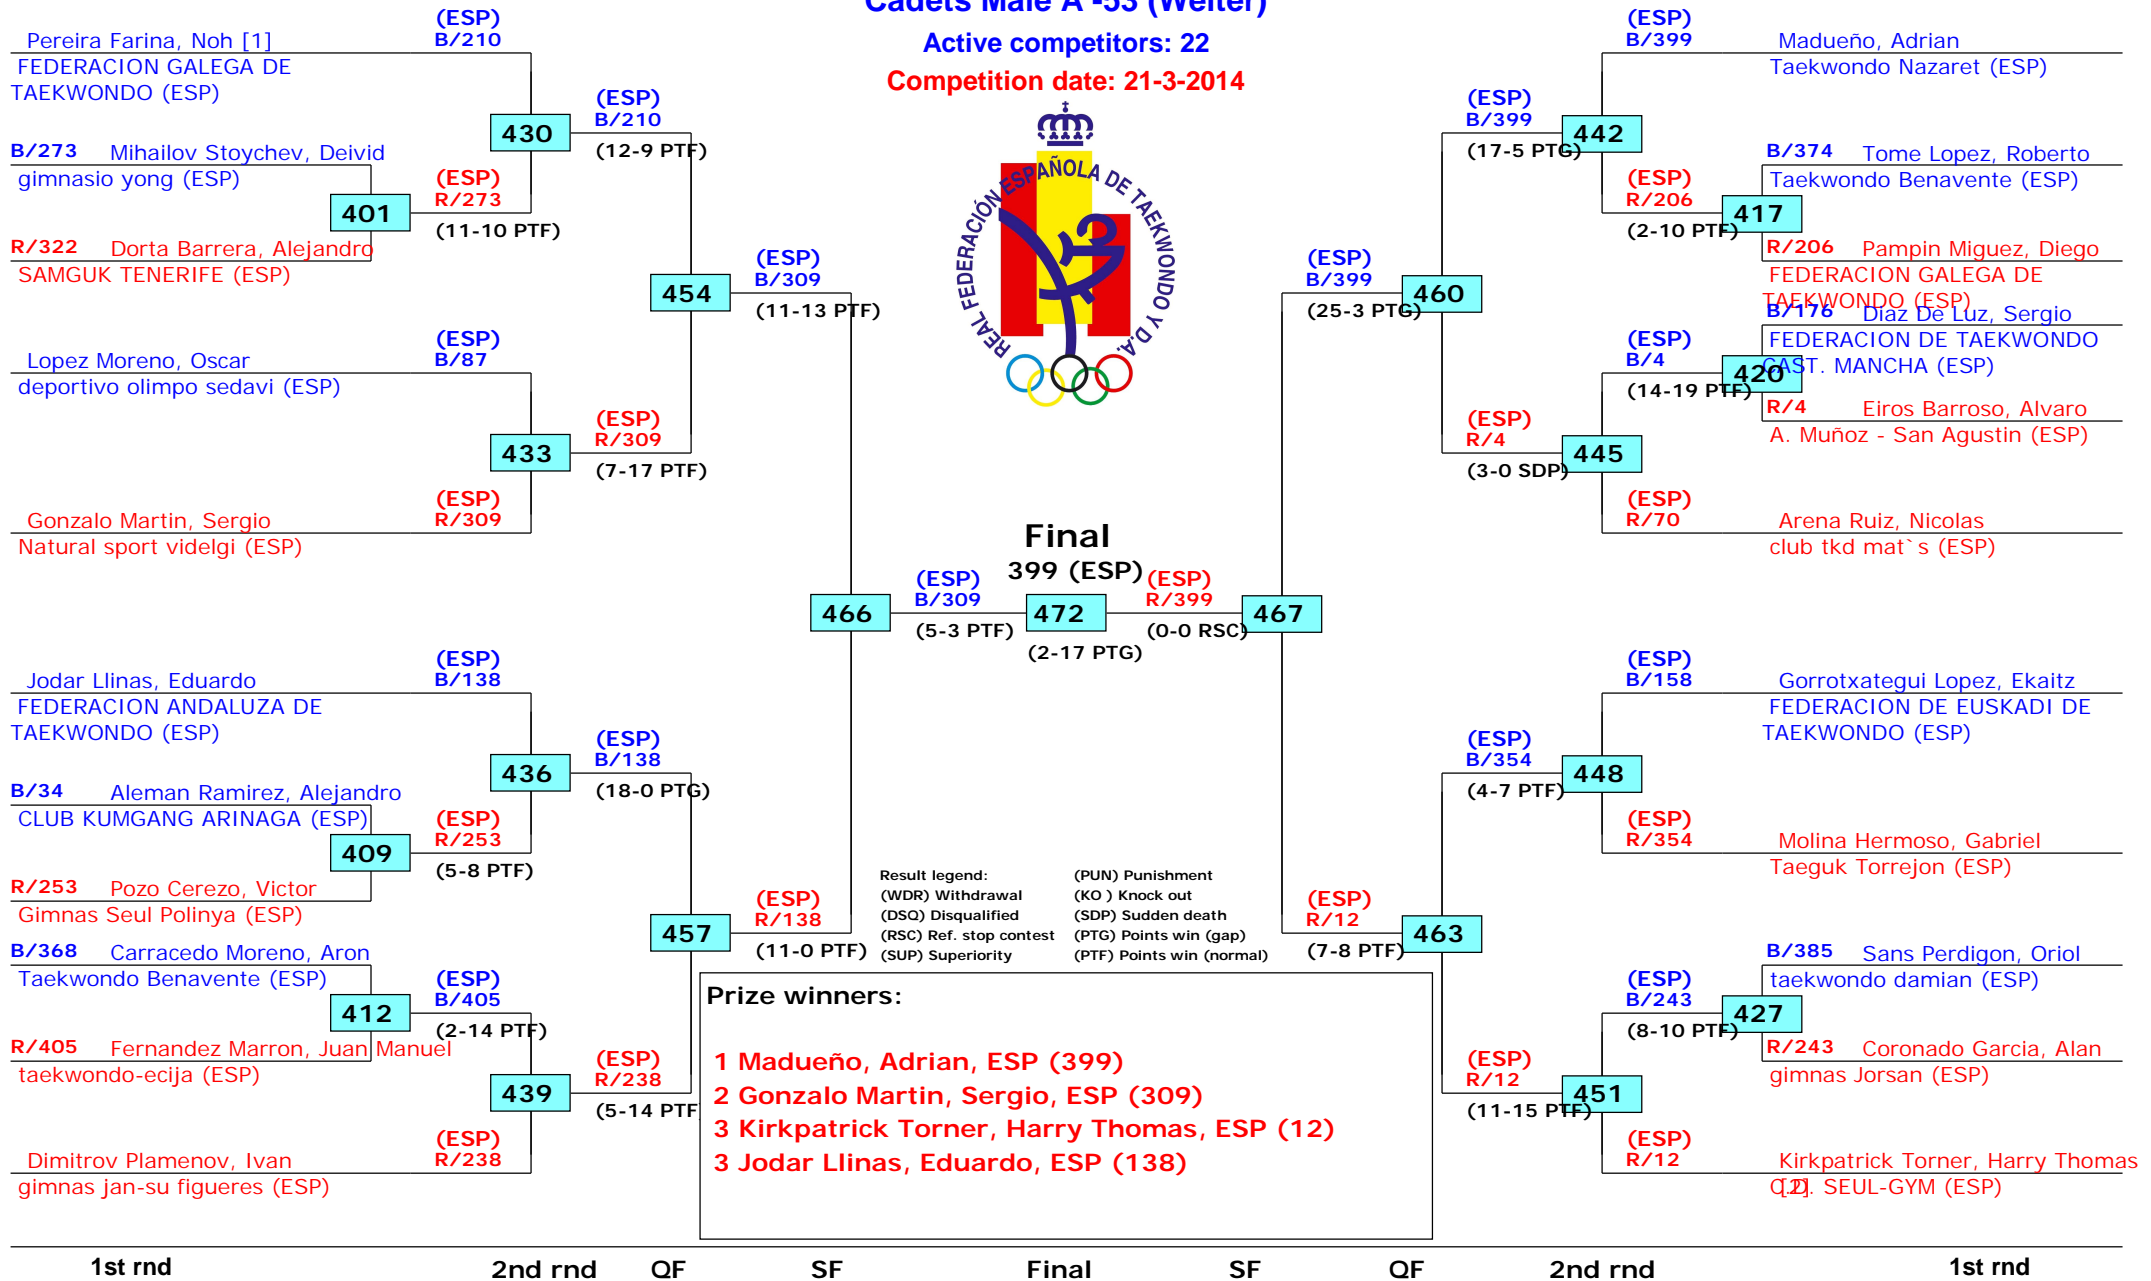 Cadets Male A -53 (Welter)
Active competitors: 22
Competition date: 21-3-2014
REAL FEDERACIÓN ESPAÑOLA DE TAEKWONDO Y D.A.
(ESP)
Pereira Farina, Noh [1] B/210
FEDERACION GALEGA DE
TAEKWONDO (ESP)
430
(ESP)
B/210
(12-9 PTF)
B/273 Mihailov Stoychev, Deivid
gimnasio yong (ESP)
401
(ESP)
R/273
(11-10 PTF)
R/322 Dorta Barrera, Alejandro
SAMGUK TENERIFE (ESP)
454
(ESP)
B/309
(11-13 PTF)
(ESP)
Lopez Moreno, Oscar B/87
deportivo olimpo sedavi (ESP)
433
(ESP)
R/309
(7-17 PTF)
(ESP)
Gonzalo Martin, Sergio R/309
Natural sport videlgi (ESP)
466
(ESP)
B/309
(5-3 PTF)
(ESP)
Jodar Llinas, Eduardo B/138
FEDERACION ANDALUZA DE
TAEKWONDO (ESP)
436
(ESP)
B/138
(18-0 PTG)
B/34 Aleman Ramirez, Alejandro
CLUB KUMGANG ARINAGA (ESP)
409
(ESP)
R/253
(5-8 PTF)
R/253 Pozo Cerezo, Victor
Gimnas Seul Polinya (ESP)
457
(ESP)
R/138
(11-0 PTF)
B/368 Carracedo Moreno, Aron
Taekwondo Benavente (ESP)
412
(ESP)
B/405
(2-14 PTF)
R/405 Fernandez Marron, Juan Manuel
taekwondo-ecija (ESP)
439
(ESP)
R/238
(5-14 PTF
(ESP)
Dimitrov Plamenov, Ivan R/238
gimnas jan-su figueres (ESP)
Final
399 (ESP)
472
(2-17 PTG)
(ESP)
R/399
(0-0 RSC)
467
(ESP)
B/399 Madueño, Adrian
Taekwondo Nazaret (ESP)
(ESP)
B/399
(17-5 PTG)
442
B/374 Tome Lopez, Roberto
Taekwondo Benavente (ESP)
(ESP)
R/206
(2-10 PTF)
417
R/206 Pampin Miguez, Diego
FEDERACION GALEGA DE
TAEKWONDO (ESP)
(ESP)
B/399
(25-3 PTG)
460
B/176 Diaz De Luz, Sergio
FEDERACION DE TAEKWONDO
CAST. MANCHA (ESP)
(ESP)
B/4
(14-19 PTF)
420
R/4 Eiros Barroso, Alvaro
A. Muñoz - San Agustin (ESP)
(ESP)
R/4
(3-0 SDP)
445
(ESP)
R/70 Arena Ruiz, Nicolas
club tkd mat`s (ESP)
(ESP)
B/158 Gorrotxategui Lopez, Ekaitz
FEDERACION DE EUSKADI DE
TAEKWONDO (ESP)
(ESP)
B/354
(4-7 PTF)
448
(ESP)
R/354 Molina Hermoso, Gabriel
Taeguk Torrejon (ESP)
(ESP)
R/12
(7-8 PTF)
463
B/385 Sans Perdigon, Oriol
taekwondo damian (ESP)
(ESP)
B/243
(8-10 PTF)
427
R/243 Coronado Garcia, Alan
gimnas Jorsan (ESP)
(ESP)
R/12
(11-15 PTF)
451
(ESP)
R/12 Kirkpatrick Torner, Harry Thomas
[2]
C.D. SEUL-GYM (ESP)
Result legend: (PUN) Punishment
(WDR) Withdrawal (KO ) Knock out
(DSQ) Disqualified (SDP) Sudden death
(RSC) Ref. stop contest (PTG) Points win (gap)
(SUP) Superiority (PTF) Points win (normal)
Prize winners:
1 Madueño, Adrian, ESP (399)
2 Gonzalo Martin, Sergio, ESP (309)
3 Kirkpatrick Torner, Harry Thomas, ESP (12)
3 Jodar Llinas, Eduardo, ESP (138)
1st rnd 2nd rnd QF SF Final SF QF 2nd rnd 1st rnd